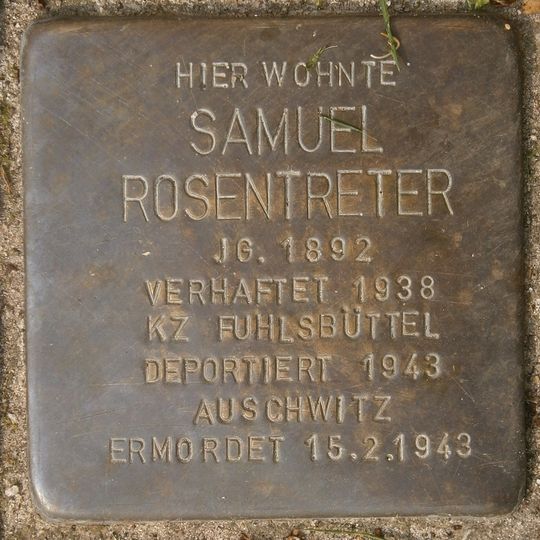 HIER WOHNTE
SAMUEL
ROSENTRETER
JG. 1892
VERHAFTET 1938
KZ FUHLSBÜTTEL
DEPORTIERT 1943
AUSCHWITZ
ERMORDET 15.2.1943